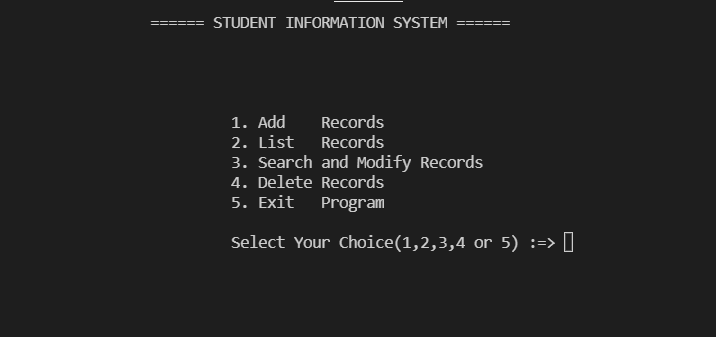 ====== STUDENT INFORMATION SYSTEM ======
1. Add    Records
2. List   Records
3. Search and Modify Records
4. Delete Records
5. Exit   Program
Select Your Choice(1,2,3,4 or 5) :=>